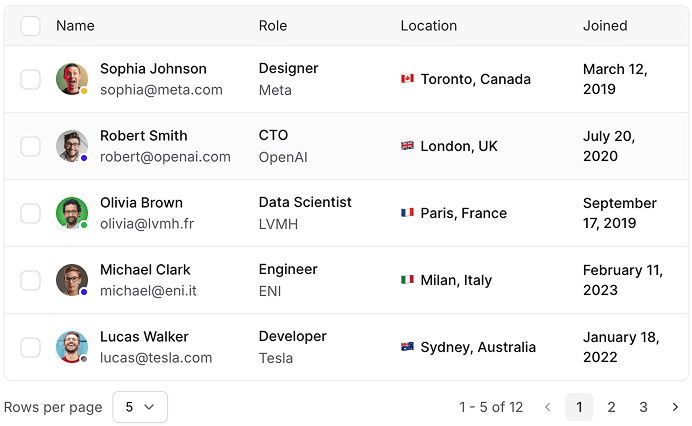 Name Role Location Joined
Sophia Johnson Designer Toronto, Canada March 12,
sophia@meta.com Meta 2019
Robert Smith CTO London, UK July 20,
robert@openai.com OpenAI 2020
Olivia Brown Data Scientist Paris, France September
olivia@lvmh.fr LVMH 17, 2019
Michael Clark Engineer Milan, Italy February 11,
michael@eni.it ENI 2023
Lucas Walker Developer Sydney, Australia January 18,
lucas@tesla.com Tesla 2022
Rows per page 5 1 - 5 of 12 1 2 3